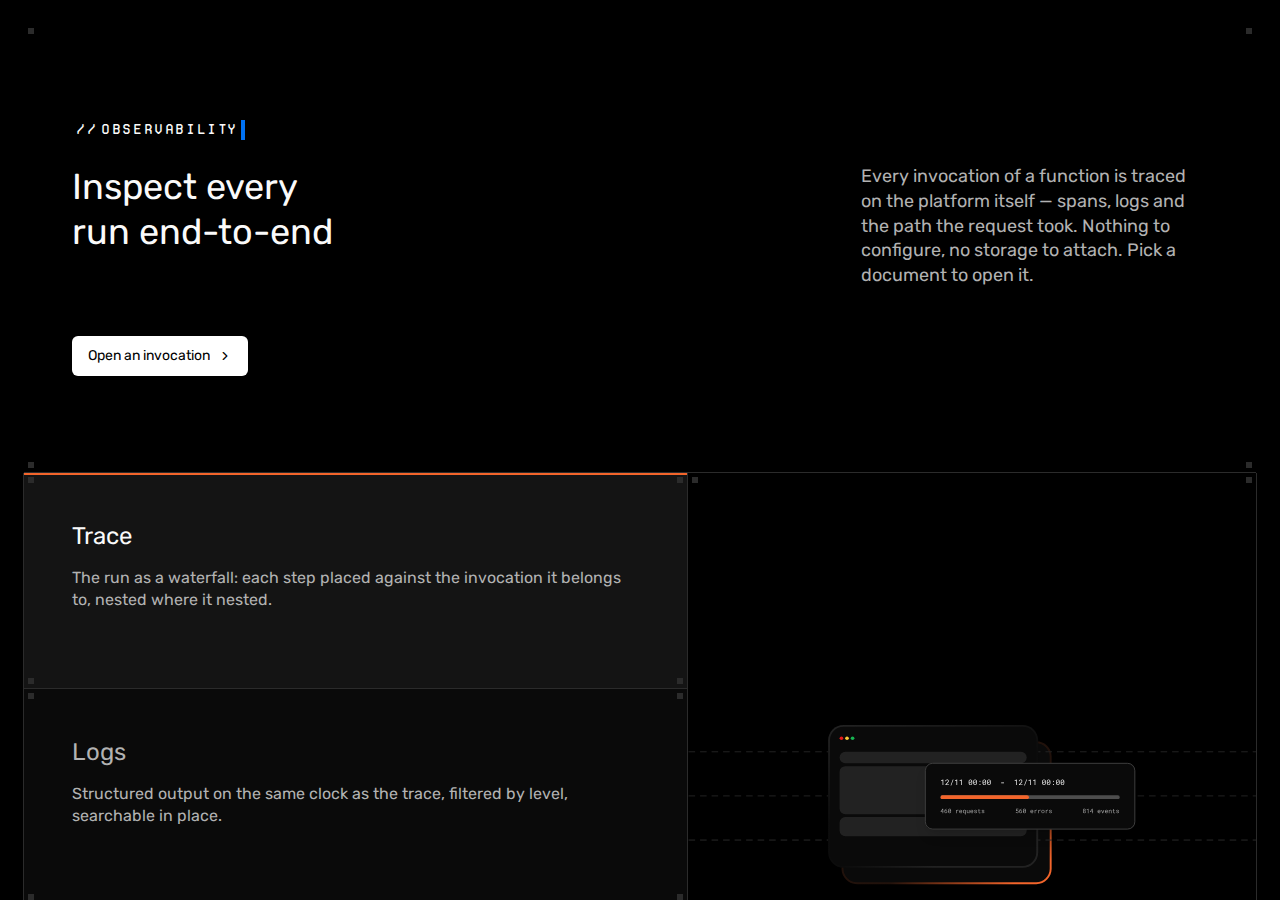 //OBSERVABILITY
Inspect every
run end-to-end
Every invocation of a function is traced
on the platform itself — spans, logs and
the path the request took. Nothing to
configure, no storage to attach. Pick a
document to open it.
Open an invocation
Trace
The run as a waterfall: each step placed against the invocation it belongs
to, nested where it nested.
Logs
Structured output on the same clock as the trace, filtered by level,
searchable in place.
12/11 00:00 - 12/11 00:00
460 requests 560 errors 814 events